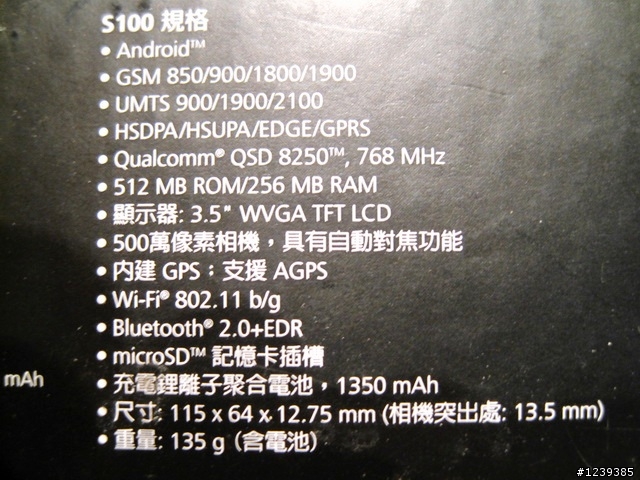 S100 規格
• Android™
• GSM 850/900/1800/1900
• UMTS 900/1900/2100
• HSDPA/HSUPA/EDGE/GPRS
• Qualcomm® QSD 8250™, 768 MHz
• 512 MB ROM/256 MB RAM
• 顯示器: 3.5" WVGA TFT LCD
• 500萬像素相機，具有自動對焦功能
• 內建 GPS；支援 AGPS
• Wi-Fi® 802.11 b/g
• Bluetooth® 2.0+EDR
• microSD™ 記憶卡插槽
mAh
• 充電鋰離子聚合電池，1350 mAh
• 尺寸: 115 x 64 x 12.75 mm (相機突出處: 13.5 mm)
• 重量: 135 g (含電池)
#1239385